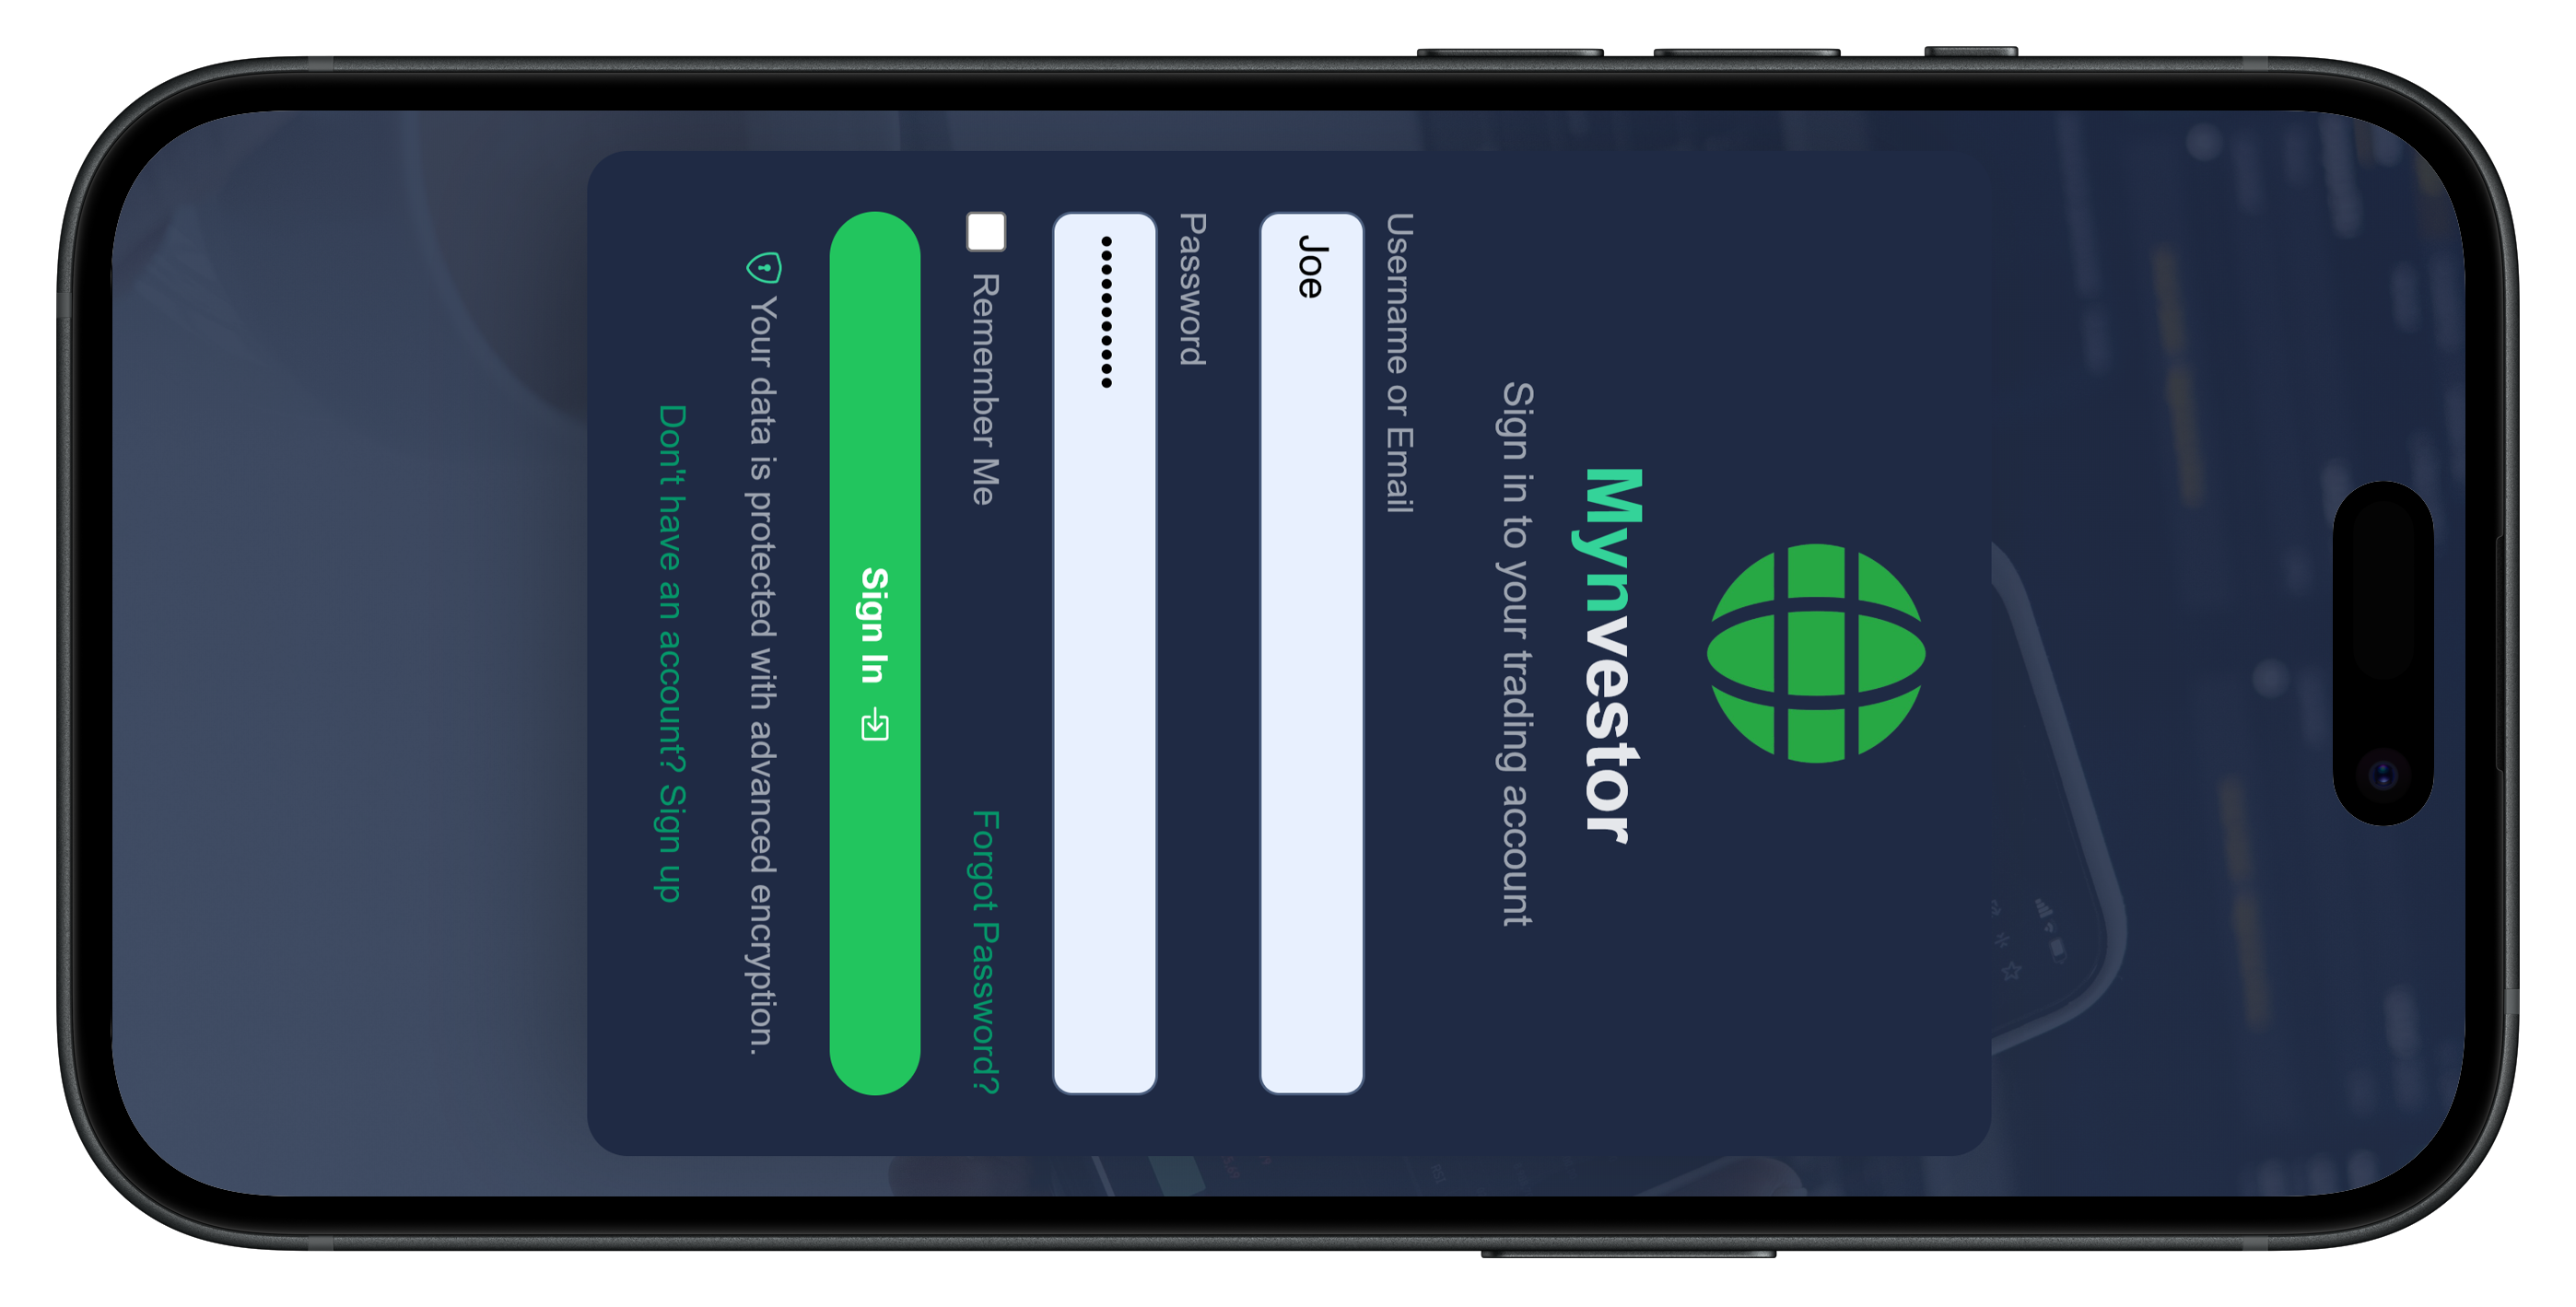 Mynvestor
Sign in to your trading account
Username or Email
Joe
Password
•••••••••••
Remember Me Forgot Password?
Sign In
Your data is protected with advanced encryption.
Don't have an account? Sign up